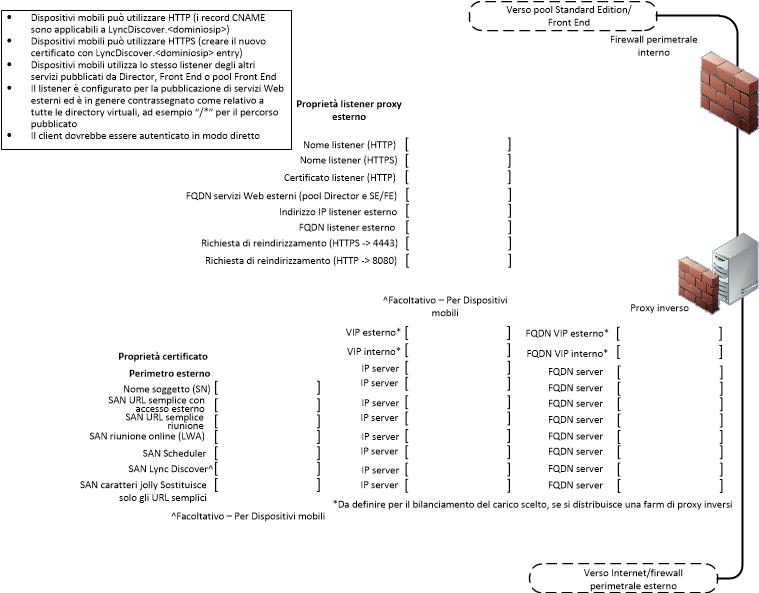 • Dispositivi mobili può utilizzare HTTP (i record CNAME
sono applicabili a LyncDiscover.<dominiosip>)
• Dispositivi mobili può utilizzare HTTPS (creare il nuovo
certificato con LyncDiscover.<dominiosip> entry)
• Dispositivi mobili utilizza lo stesso listener degli altri
servizi pubblicati da Director, Front End o pool Front End
• Il listener è configurato per la pubblicazione di servizi Web
esterni ed è in genere contrassegnato come relativo a
tutte le directory virtuali, ad esempio "/*" per il percorso
pubblicato
• Il client dovrebbe essere autenticato in modo diretto
Verso pool Standard Edition/
Front End
Firewall perimetrale
interno
Proprietà listener proxy
esterno
Nome listener (HTTP) [ ]
Nome listener (HTTPS) [ ]
Certificato listener (HTTP) [ ]
FQDN servizi Web esterni (pool Director e SE/FE) [ ]
Indirizzo IP listener esterno [ ]
FQDN listener esterno [ ]
Richiesta di reindirizzamento (HTTPS -> 4443) [ ]
Richiesta di reindirizzamento (HTTP -> 8080) [ ]
^Facoltativo – Per Dispositivi
mobili
Proxy inverso
VIP esterno* [ ] FQDN VIP esterno* [ ]
VIP interno* [ ] FQDN VIP interno* [ ]
IP server [ ] FQDN server [ ]
IP server [ ] FQDN server [ ]
IP server [ ] FQDN server [ ]
IP server [ ] FQDN server [ ]
IP server [ ] FQDN server [ ]
IP server [ ] FQDN server [ ]
IP server [ ] FQDN server [ ]
IP server [ ] FQDN server [ ]
Proprietà certificato
Perimetro esterno
Nome soggetto (SN) [ ]
SAN URL semplice con
accesso esterno [ ]
SAN URL semplice
riunione [ ]
SAN riunione online (LWA) [ ]
SAN Scheduler [ ]
SAN Lync Discover^ [ ]
SAN caratteri jolly Sostituisce [ ]
solo gli URL semplici
*Da definire per il bilanciamento del carico scelto, se si distribuisce una farm di proxy inversi
^Facoltativo – Per Dispositivi mobili
Verso Internet/firewall
perimetrale esterno